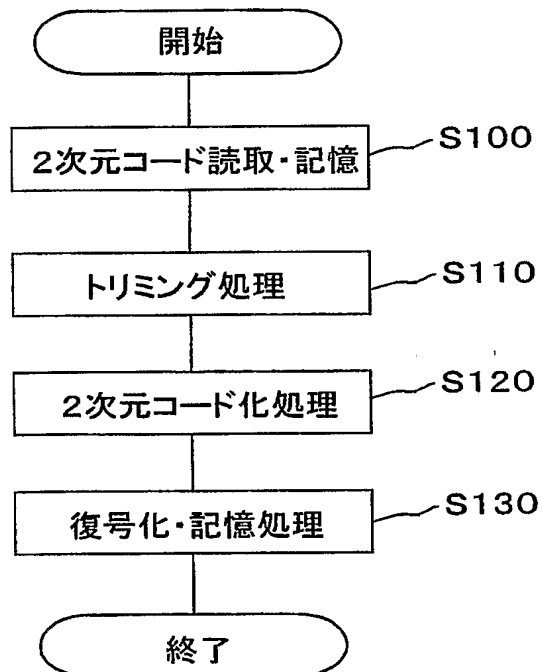 開始
2次元コード読取・記憶
S100
トリミング処理
S110
2次元コード化処理
S120
復号化・記憶処理
S130
終了